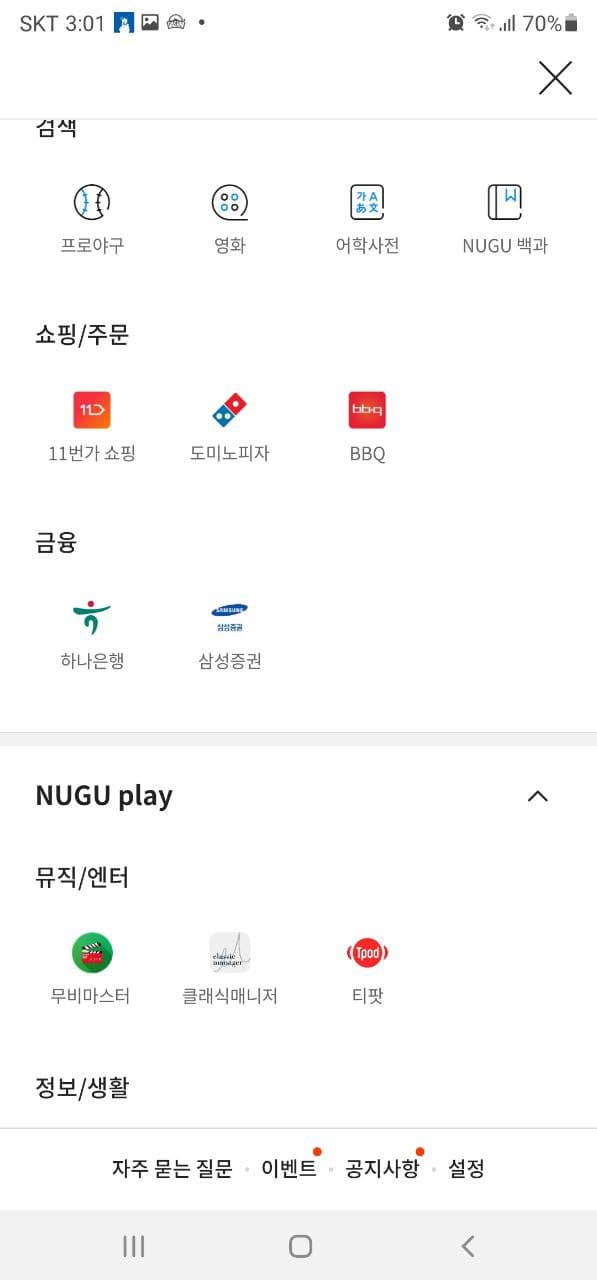 SKT 3:01 70%
검색
가 A
あ 文
프로야구 영화 어학사전 NUGU 백과
쇼핑/주문
11 bbq
11번가 쇼핑 도미노피자 BBQ
금융
SAMSUNG
삼성증권
하나은행 삼성증권
NUGU play
뮤직/엔터
classic
manager
Tpod
무비마스터 클래식매니저 티팟
정보/생활
자주 묻는 질문 · 이벤트 · 공지사항 · 설정